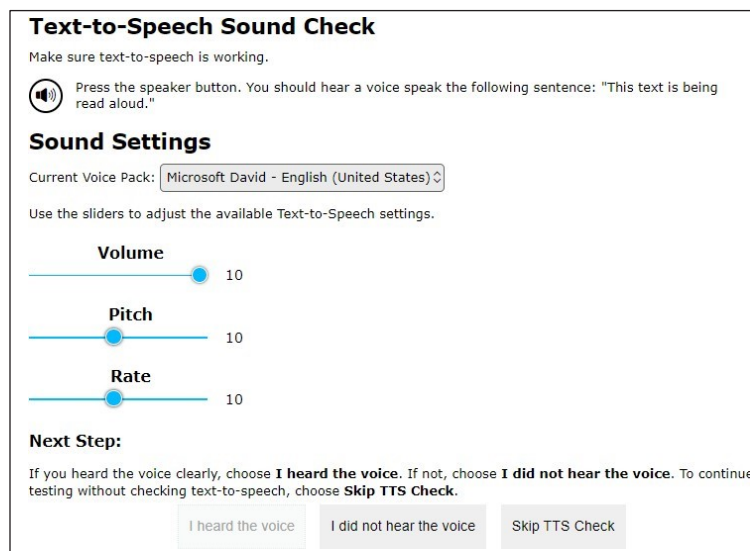 Text-to-Speech Sound Check
Make sure text-to-speech is working.
Press the speaker button. You should hear a voice speak the following sentence: "This text is being
read aloud."
Sound Settings
Current Voice Pack: Microsoft David - English (United States)
Use the sliders to adjust the available Text-to-Speech settings.
Volume
10
Pitch
10
Rate
10
Next Step:
If you heard the voice clearly, choose I heard the voice. If not, choose I did not hear the voice. To continue
testing without checking text-to-speech, choose Skip TTS Check.
I heard the voice I did not hear the voice Skip TTS Check